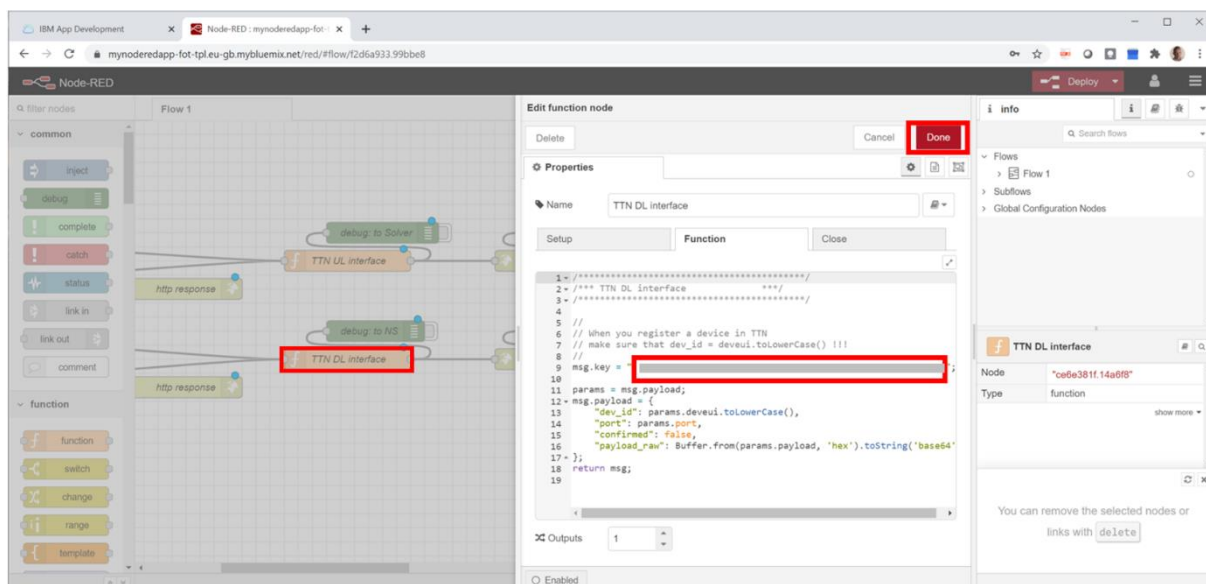 IBM App Development
Node-RED : mynoderedapp-fot-t
mynoderedapp-fot-tpl.eu-gb.mybluemix.net/red/#flow/f2d6a933.99bbe8
Node-RED
Deploy
filter nodes
common
inject
debug
complete
catch
status
link in
link out
comment
function
function
switch
change
range
template
Flow 1
debug: to Solver
TTN UL interface
http response
debug: to NS
TTN DL interface
http response
Edit function node
Delete
Cancel
Done
Properties
Name
TTN DL interface
Setup
Function
Close
1 /*******************************************/
2 /*** TTN DL interface ***/
3 /*******************************************/
4
5 //
6 // When you register a device in TTN
7 // make sure that dev_id = deveui.toLowerCase() !!!
8 //
9 msg.key = " ";
10
11 params = msg.payload;
12 msg.payload = {
13 "dev_id": params.deveui.toLowerCase(),
14 "port": params.port,
15 "confirmed": false,
16 "payload_raw": Buffer.from(params.payload, 'hex').toString('base64'
17 };
18 return msg;
19
Outputs
1
Enabled
info
Search flows
Flows
Flow 1
Subflows
Global Configuration Nodes
TTN DL interface
Node
"ce6e381f.14a6f8"
Type
function
show more
You can remove the selected nodes or
links with delete